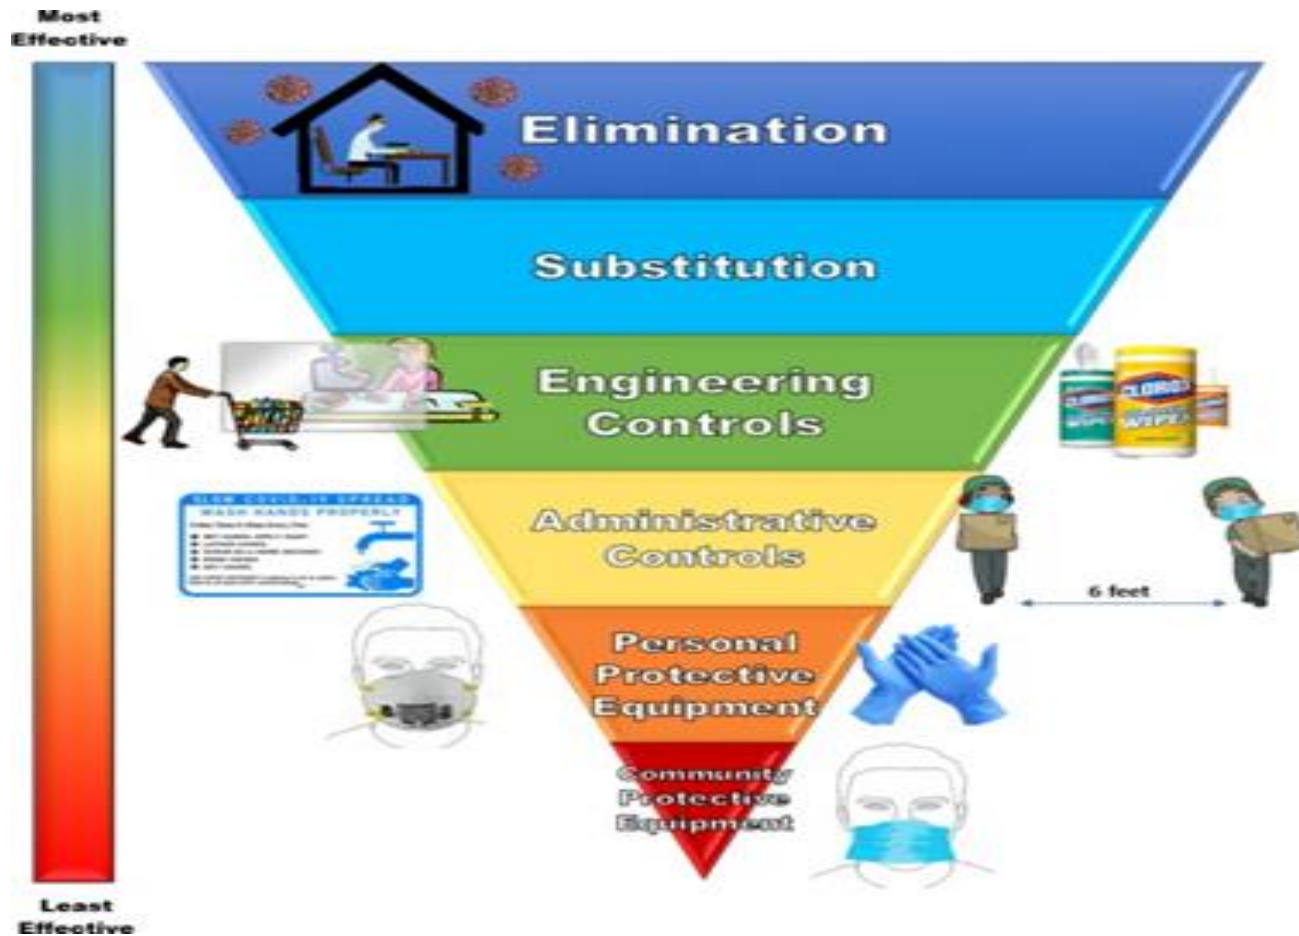 Most
Effective
Elimination
Substitution
Engineering
Controls
CLOROX
WIPES
SLOW COVID-19 SPREAD
WASH HANDS PROPERLY
Administrative
Controls
6 feet
Personal
Protective
Equipment
Community
Protective
Equipment
Least
Effective